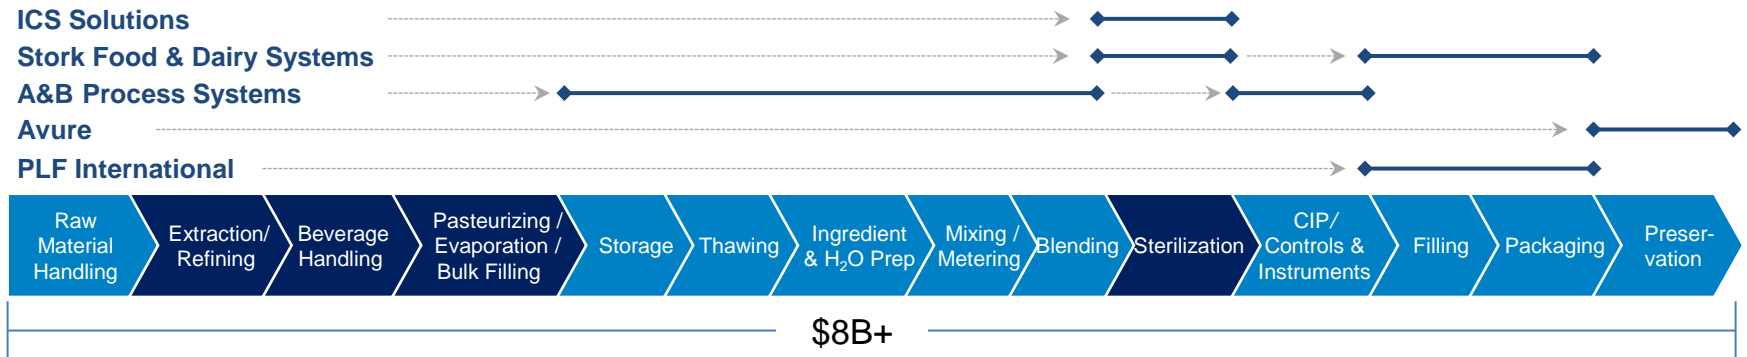 ICS Solutions
Stork Food & Dairy Systems
A&B Process Systems
Avure
PLF International
Raw
Material
Handling
Extraction/
Refining
Beverage
Handling
Pasteurizing /
Evaporation /
Bulk Filling
Storage
Thawing
Ingredient
& H₂O Prep
Mixing /
Metering
Blending
Sterilization
CIP/
Controls &
Instruments
Filling
Packaging
Preser-
vation
$8B+